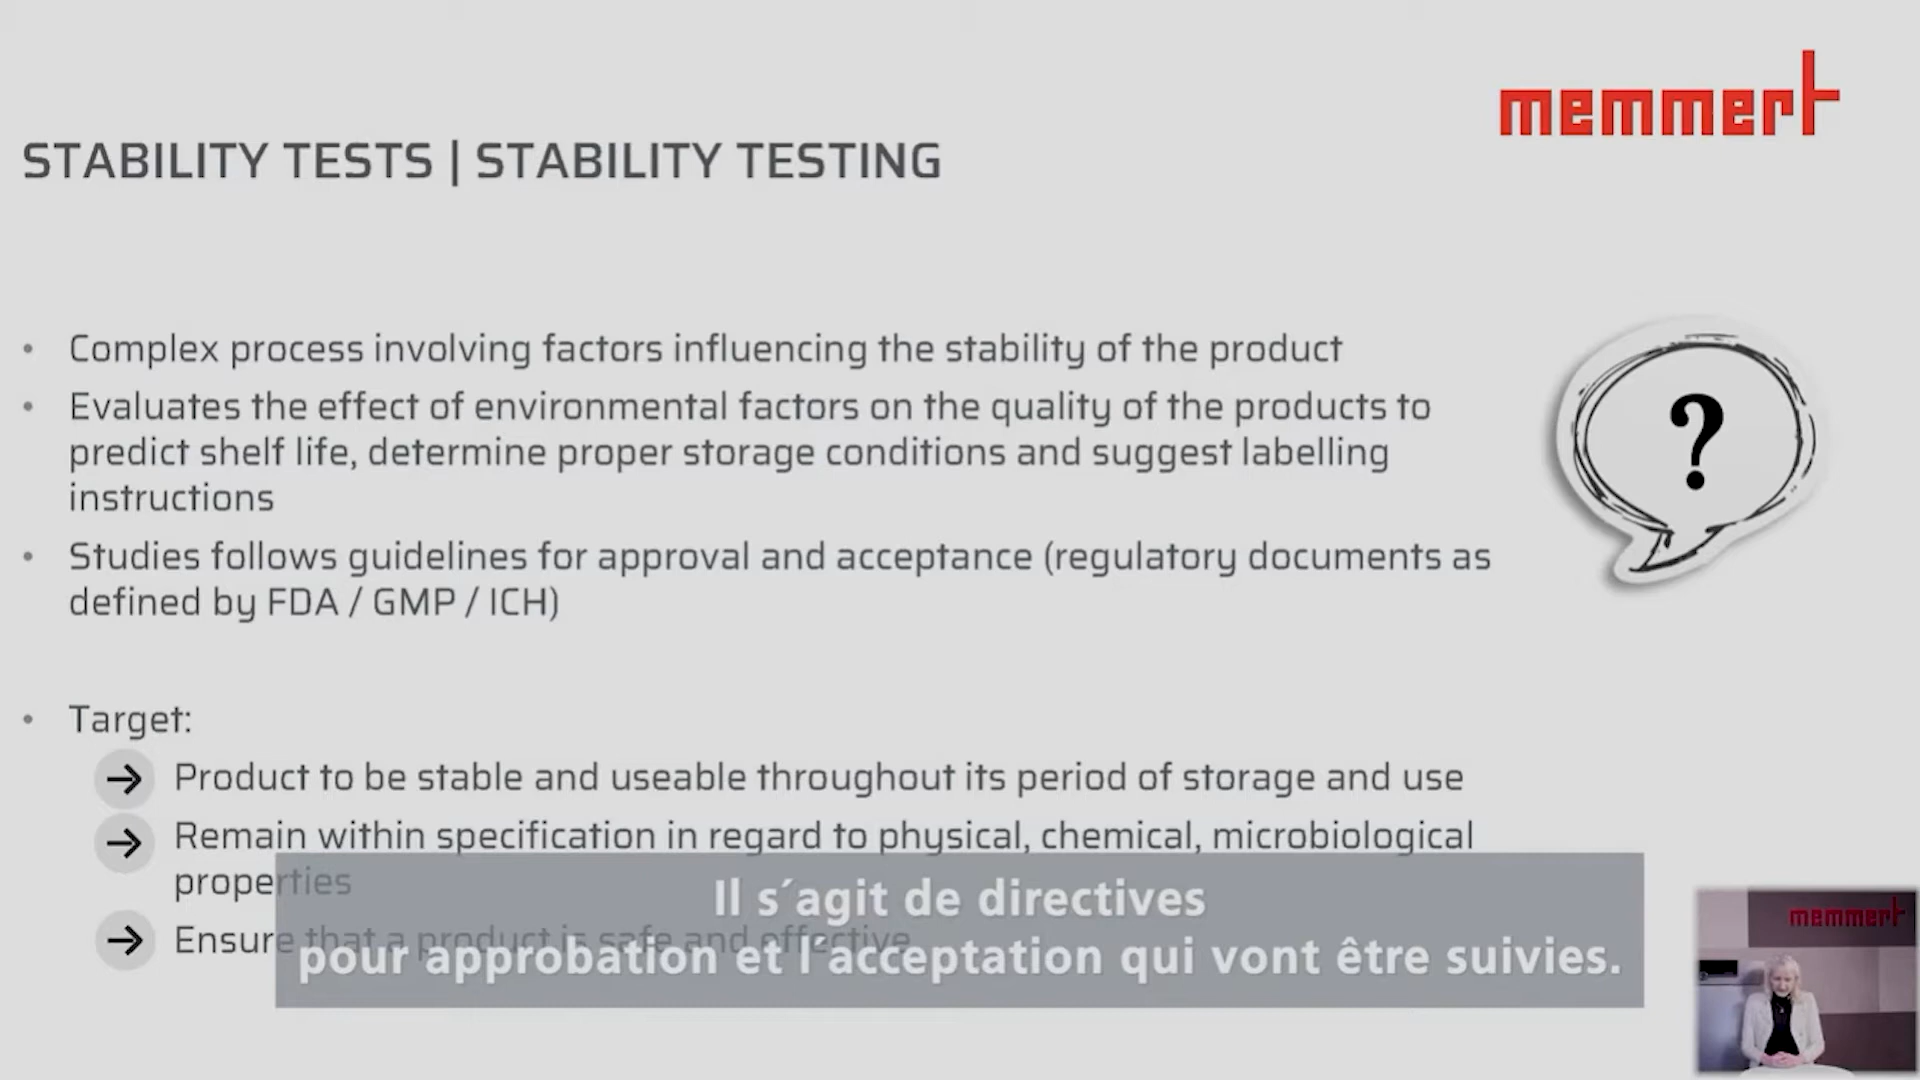 memmert
STABILITY TESTS | STABILITY TESTING
• Complex process involving factors influencing the stability of the product
• Evaluates the effect of environmental factors on the quality of the products to
predict shelf life, determine proper storage conditions and suggest labelling
instructions
?
• Studies follows guidelines for approval and acceptance (regulatory documents as
defined by FDA / GMP / ICH)
• Target:
→ Product to be stable and useable throughout its period of storage and use
→ Remain within specification in regard to physical, chemical, microbiological
properties
→ Ensure that a product is safe and effective
Il s´agit de directives
pour approbation et l´acceptation qui vont être suivies.
memmert